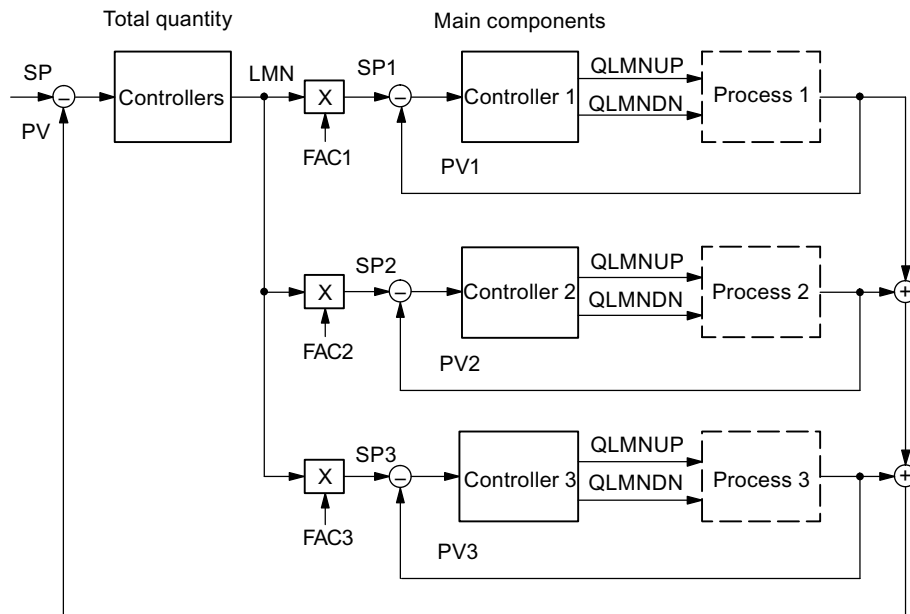 Total quantity
Main components
SP
PV
Controllers
LMN
X
FAC1
SP1
Controller 1
QLMNUP
QLMNDN
Process 1
PV1
X
FAC2
SP2
Controller 2
QLMNUP
QLMNDN
Process 2
PV2
X
FAC3
SP3
Controller 3
QLMNUP
QLMNDN
Process 3
PV3